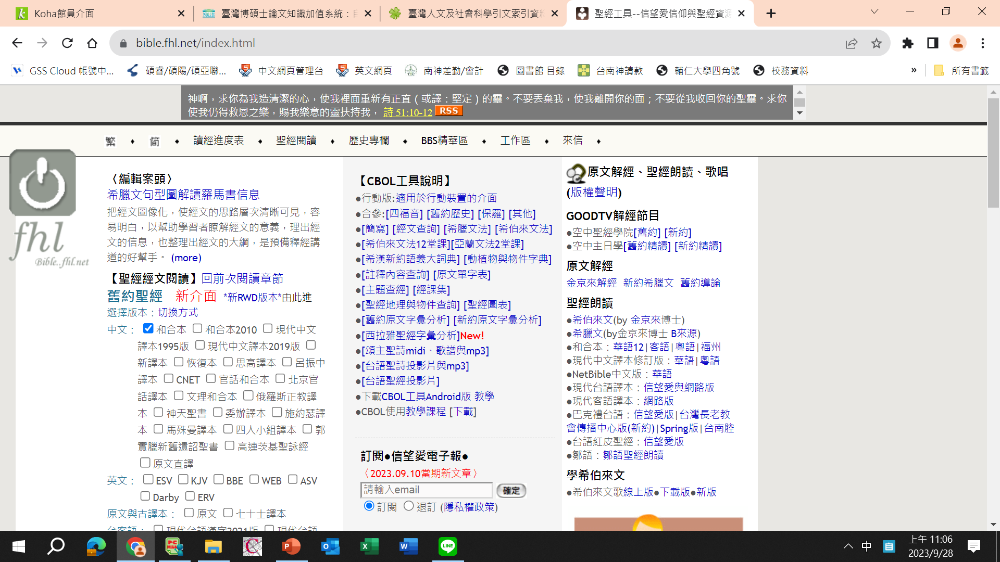 Koha館員介面
臺灣博碩士論文知識加值系統：
臺灣人文及社會科學引文索引資
聖經工具--信望愛信仰與聖經資源
bible.fhl.net/index.html
GSS Cloud 帳號中...
碩睿/碩陽/碩亞聯...
中文網頁管理台
英文網頁
南神差勤/會計
圖書館 目錄
台南神請款
輔仁大學四角號
校務資料
»
所有書籤
神啊，求你為我造清潔的心，使我裡面重新有正直（或譯：堅定）的靈。不要丟棄我，使我離開你的面；不要從我收回你的聖靈。求你
使我仍得救恩之樂，賜我樂意的靈扶持我， 詩 51:10-12 RSS
繁 ⬩ 简 ⬩ 讀經進度表 ⬩ 聖經閱讀 ⬩ 歷史專欄 ⬩ BBS精華區 ⬩ 工作區 ⬩ 來信 ⬩
fhl
Bible..fhl.net
〈編輯案頭〉
希臘文句型圖解讀羅馬書信息
把經文圖像化，使經文的思路層次清晰可見，容
易明白，以幫助學習者瞭解經文的意義，理出經
文的信息，也整理出經文的大綱，是預備釋經講
道的好幫手。 (more)
【聖經經文閱讀】回前次閱讀章節
舊約聖經 新介面 *新RWD版本*由此進
選擇版本：切換方式
中文： 和合本 和合本2010 現代中文
譯本1995版 現代中文譯本2019版
新譯本 恢復本 思高譯本 呂振中
譯本 CNET 官話和合本 北京官
話譯本 文理和合本 俄羅斯正教譯
本 神天聖書 委辦譯本 施約瑟譯
本 馬殊曼譯本 四人小組譯本 郭
實臘新舊遺詔聖書 高連茨基聖詠經
原文直譯
英文： ESV KJV BBE WEB ASV
Darby ERV
原文與古譯本： 原文 七十士譯本
台客語： 現代台語漢字2021版 現代台語
【CBOL工具說明】
●行動版:適用於行動裝置的介面
●合參:[四福音] [舊約歷史] [保羅] [其他]
●[簡寫] [經文查詢] [希臘文法] [希伯來文法]
●[希伯來文法12堂課][亞蘭文法2堂課]
●[希漢新約語義大詞典] [動植物與物件字典]
●[註釋內容查詢] [原文單字表]
●[主題查經] [經課集]
●[聖經地理與物件查詢] [聖經圖表]
●[舊約原文字彙分析] [新約原文字彙分析]
●[西拉雅聖經字彙分析]New!
●[頌主聖詩midi、歌譜與mp3]
●[台語聖詩投影片與mp3]
●[台語聖經投影片]
●下載CBOL工具Android版 教學
●CBOL使用教學課程 [下載]
訂閱●信望愛電子報●
〈2023.09.10當期新文章〉
請輸入email 確定
訂閱 退訂 (隱私權政策)
原文解經、聖經朗讀、歌唱
(版權聲明)
GOODTV解經節目
●空中聖經學院[舊約] [新約]
●空中主日學[舊約精讀] [新約精讀]
原文解經
金京來解經 新約希臘文 舊約導論
聖經朗讀
●希伯來文(by 金京來博士)
●希臘文(by金京來博士 B來源)
●和合本：華語12|客語|粵語|福州
●現代中文譯本修訂版：華語|粵語
●NetBible中文版：華語
●現代台語譯本：信望愛與網路版
●現代客語譯本：網路版
●巴克禮台語：信望愛版|台灣長老教
會傳播中心版(新約)|Spring版|台南腔
●台語紅皮聖經：信望愛版
●鄒語：鄒語聖經朗讀
學希伯來文
●希伯來文歌線上版●下載版●新版
中
上午 11:06
2023/9/28